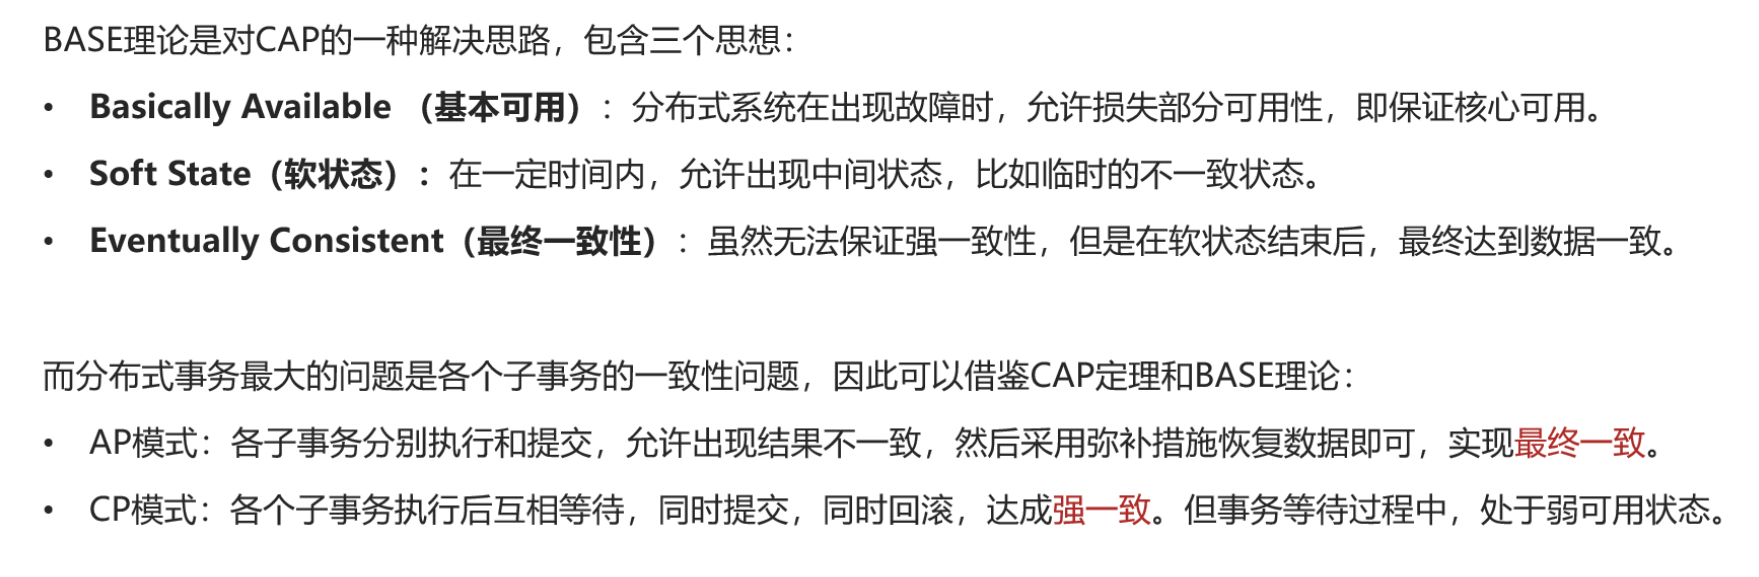 BASE理论是对CAP的一种解决思路，包含三个思想：
• Basically Available （基本可用）：分布式系统在出现故障时，允许损失部分可用性，即保证核心可用。
• Soft State（软状态）：在一定时间内，允许出现中间状态，比如临时的不一致状态。
• Eventually Consistent（最终一致性）：虽然无法保证强一致性，但是在软状态结束后，最终达到数据一致。
而分布式事务最大的问题是各个子事务的一致性问题，因此可以借鉴CAP定理和BASE理论：
• AP模式：各子事务分别执行和提交，允许出现结果不一致，然后采用弥补措施恢复数据即可，实现最终一致。
• CP模式：各个子事务执行后互相等待，同时提交，同时回滚，达成强一致。但事务等待过程中，处于弱可用状态。